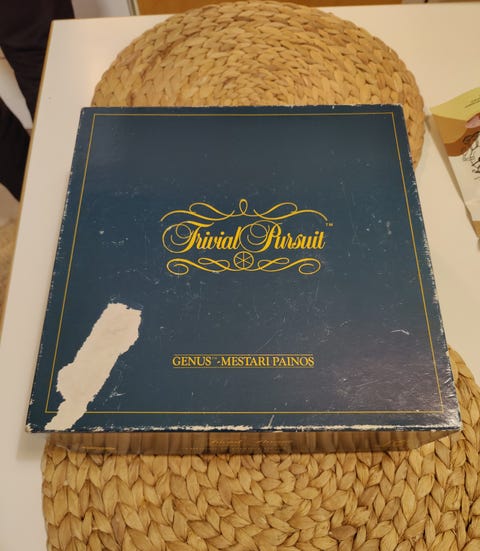 Trivial Pursuit™
GENUS™-MESTARI PAINOS